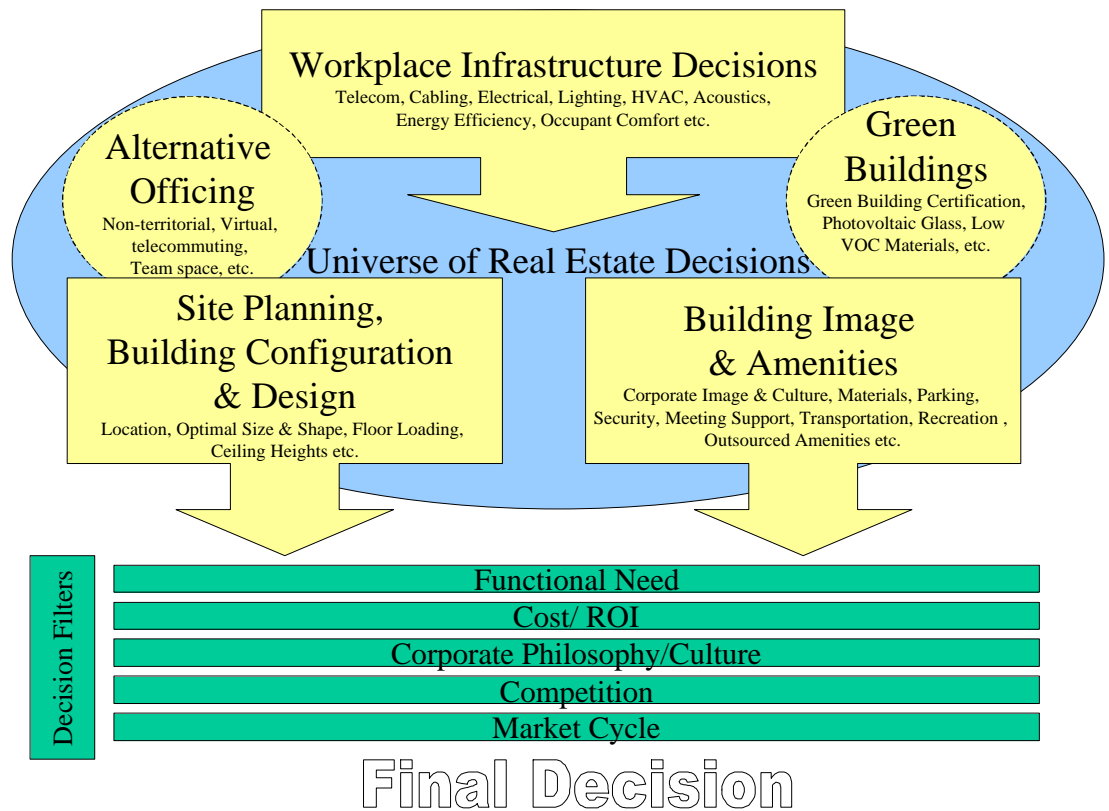 Workplace Infrastructure Decisions
Telecom, Cabling, Electrical, Lighting, HVAC, Acoustics,
Energy Efficiency, Occupant Comfort etc.
Alternative
Officing
Non-territorial, Virtual,
telecommuting,
Team space, etc.
Green
Buildings
Green Building Certification,
Photovoltaic Glass, Low
VOC Materials, etc.
Universe of Real Estate Decisions
Site Planning,
Building Configuration
& Design
Location, Optimal Size & Shape, Floor Loading,
Ceiling Heights etc.
Building Image
& Amenities
Corporate Image & Culture, Materials, Parking,
Security, Meeting Support, Transportation, Recreation ,
Outsourced Amenities etc.
Decision Filters
Functional Need
Cost/ ROI
Corporate Philosophy/Culture
Competition
Market Cycle
Final Decision